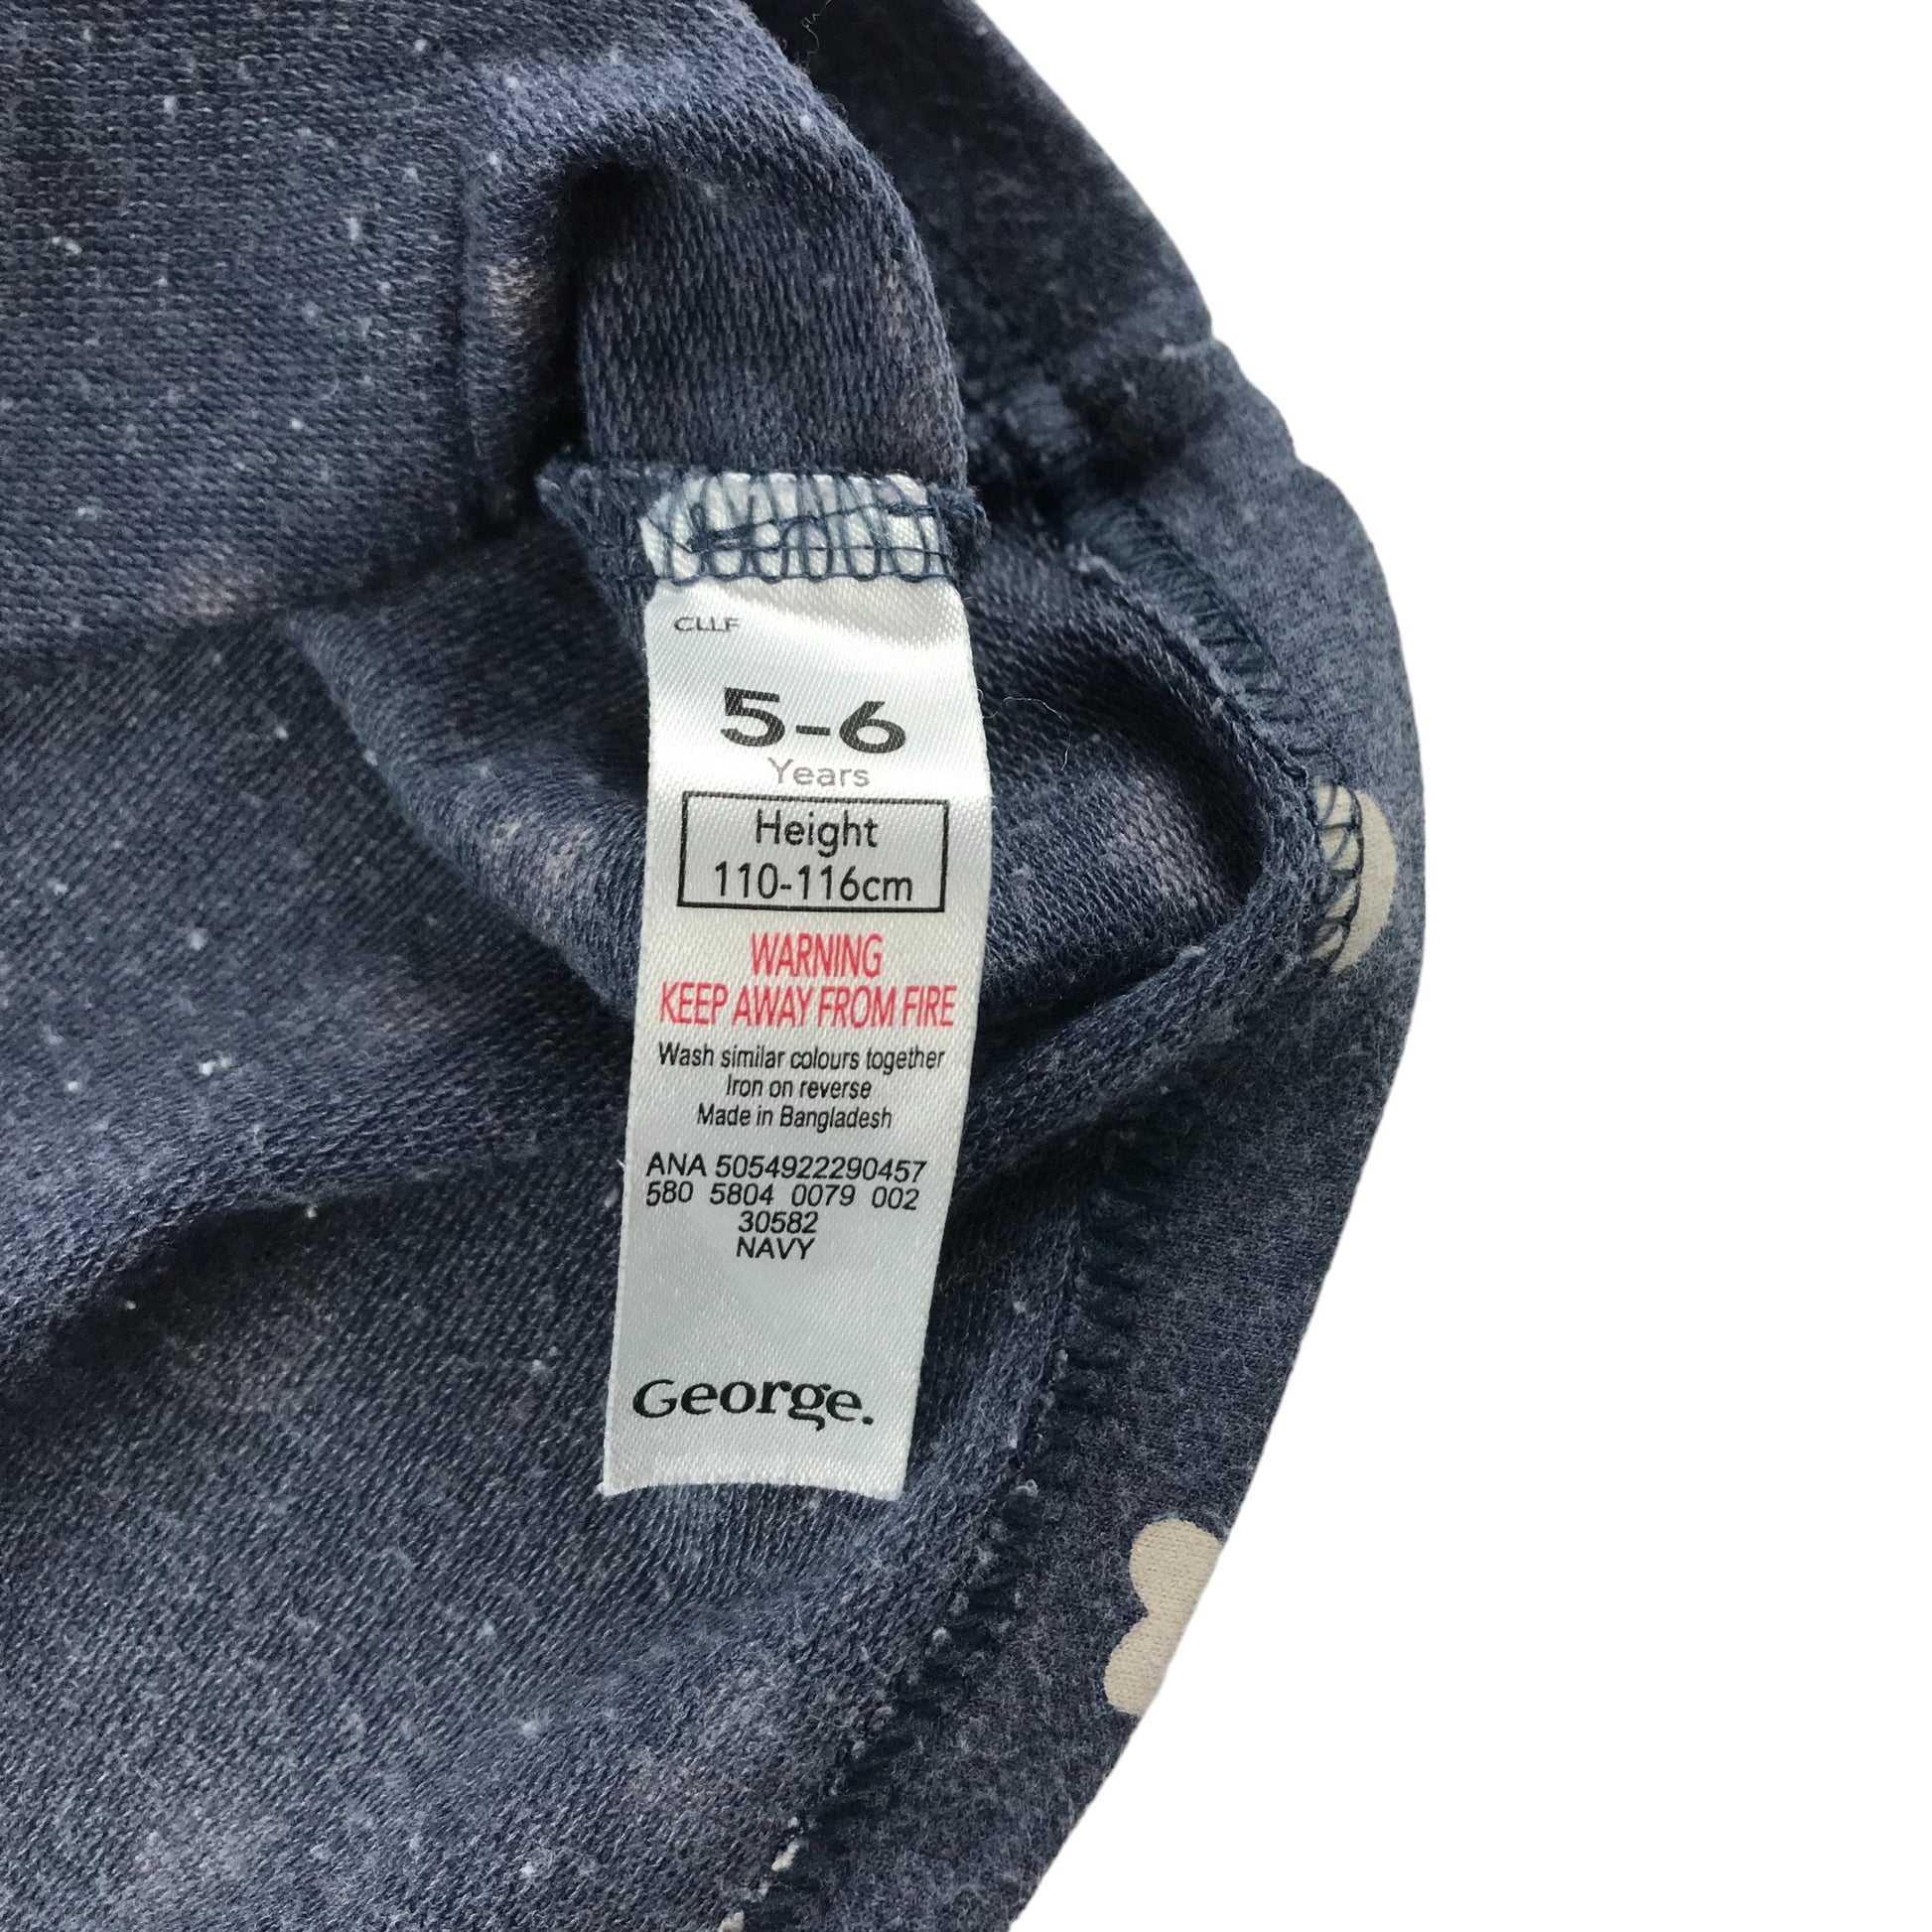 CLLF
5-6
Years
Height
110-116cm
WARNING
KEEP AWAY FROM FIRE
Wash similar colours together
Iron on reverse
Made in Bangladesh
ANA 5054922290457
580 5804 0079 002
30582
NAVY
George.